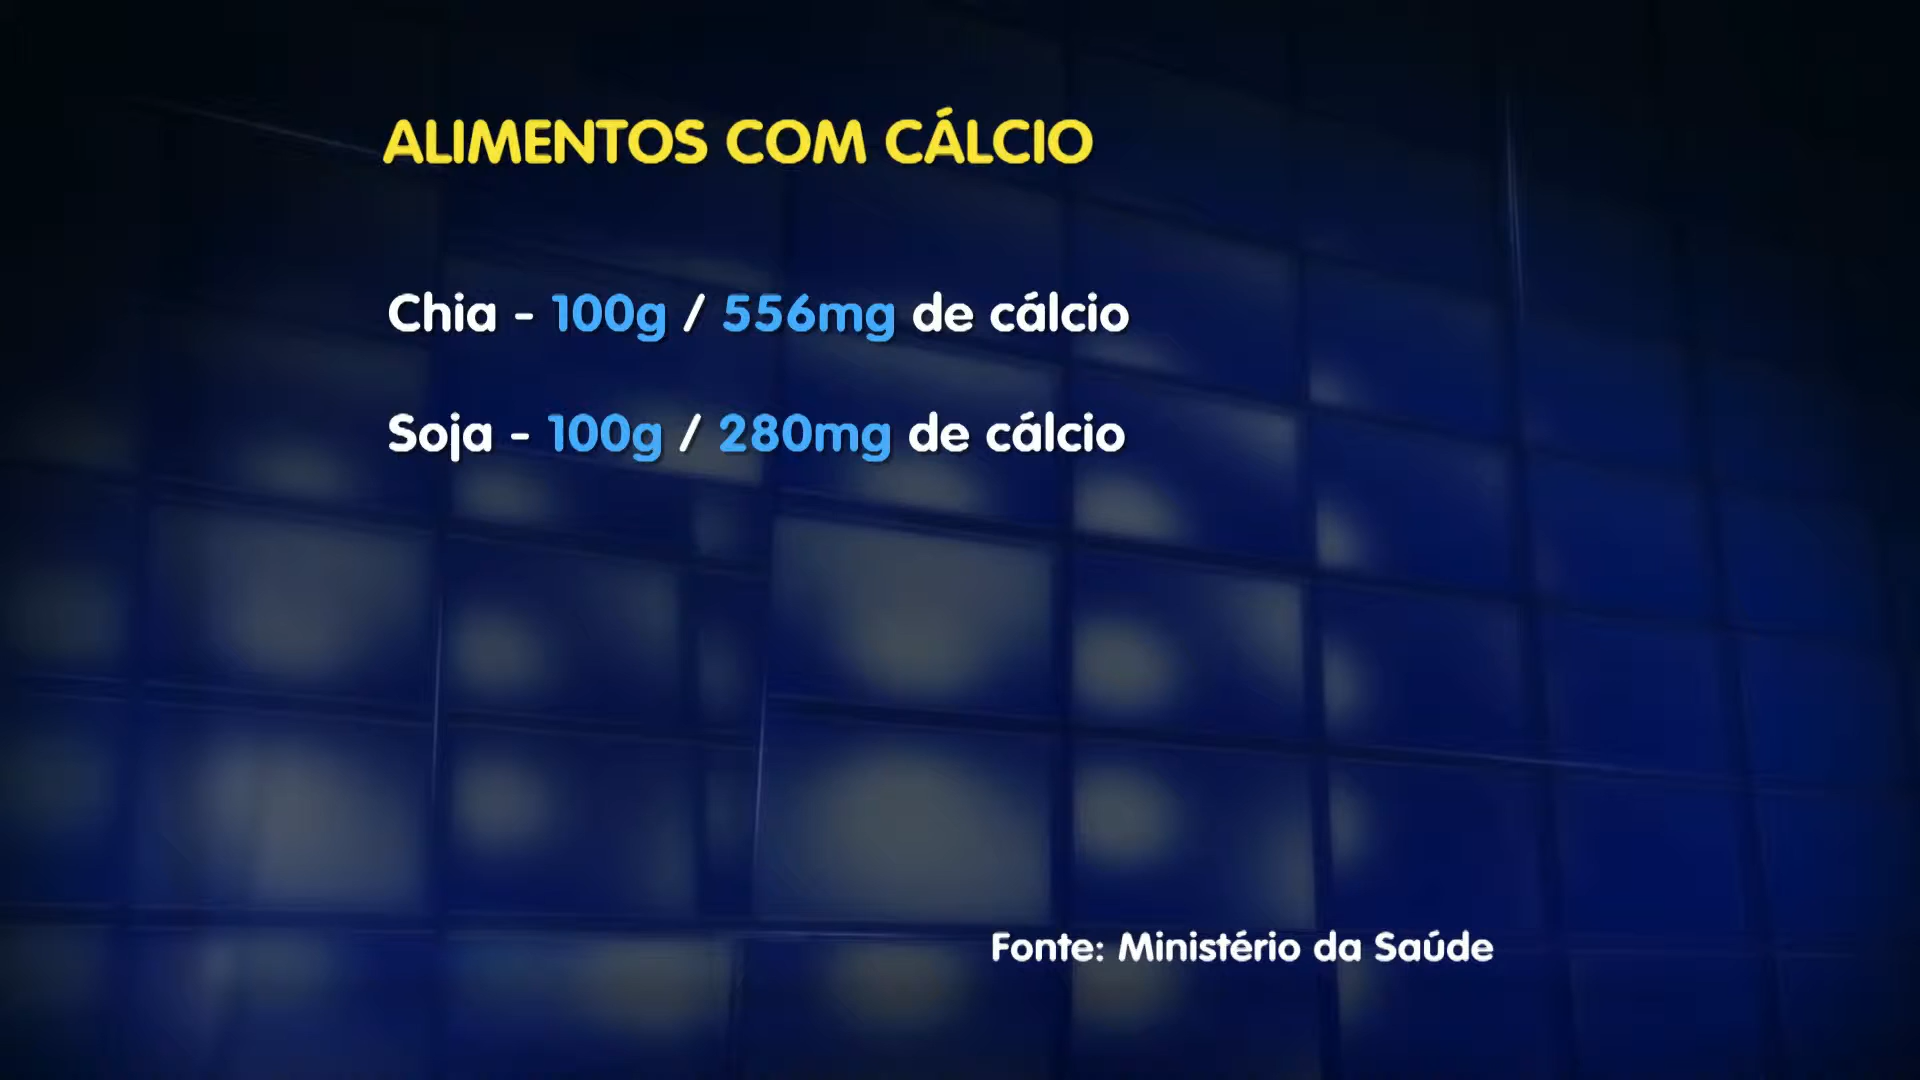 ALIMENTOS COM CÁLCIO
Chia - 100g / 556mg de cálcio
Soja - 100g / 280mg de cálcio
Fonte: Ministério da Saúde